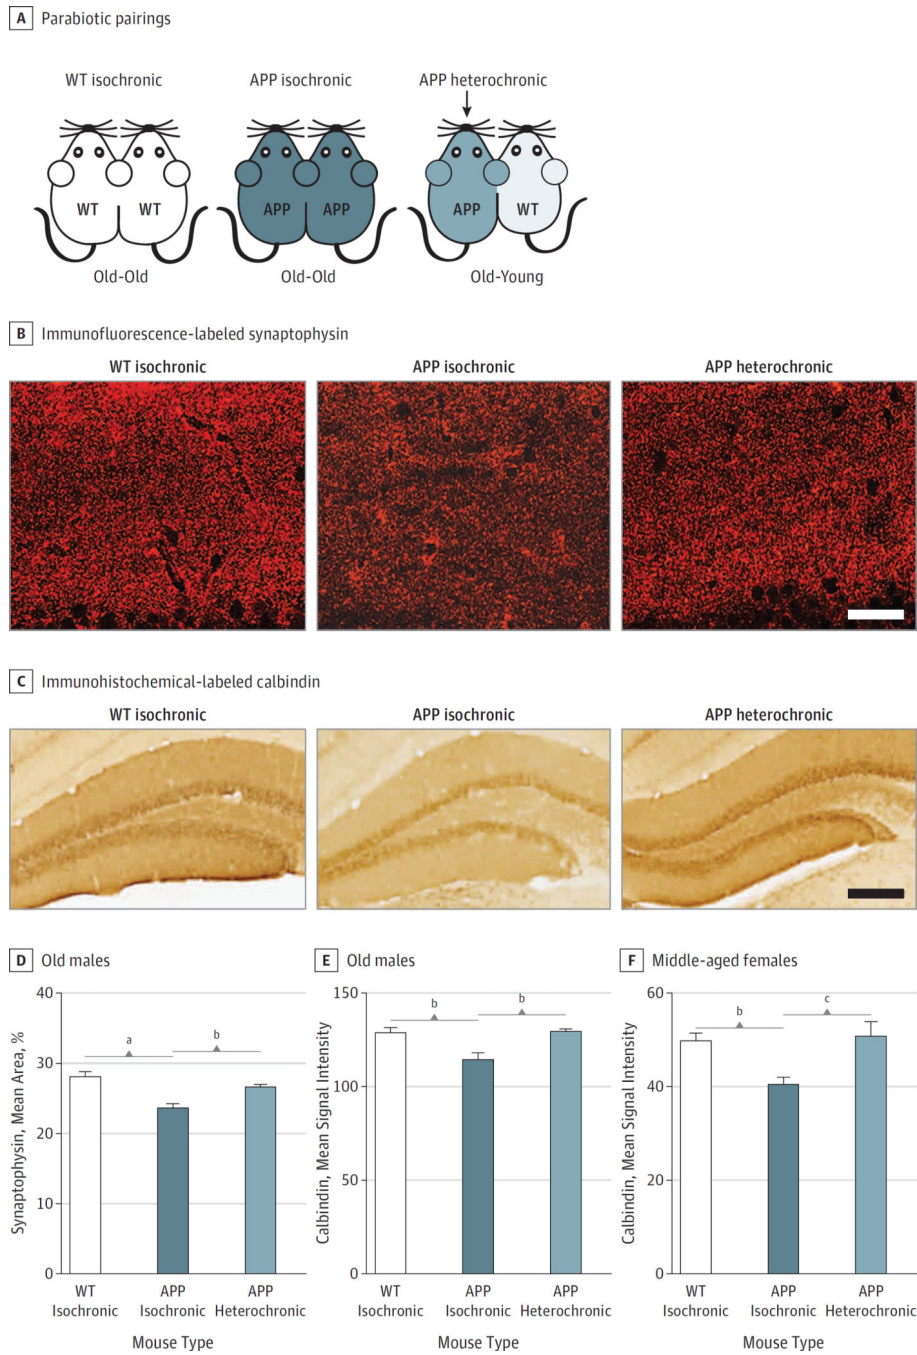 A Parabiotic pairings
WT isochronic APP isochronic APP heterochronic
WT WT APP APP APP WT
Old-Old Old-Old Old-Young
B Immunofluorescence-labeled synaptophysin
WT isochronic APP isochronic APP heterochronic
C Immunohistochemical-labeled calbindin
WT isochronic APP isochronic APP heterochronic
D Old males
Synaptophysin, Mean Area, %
40
30
20
10
0
a b
WT Isochronic
APP Isochronic
APP Heterochronic
Mouse Type
E Old males
Calbindin, Mean Signal Intensity
150
100
50
0
b b
WT Isochronic
APP Isochronic
APP Heterochronic
Mouse Type
F Middle-aged females
Calbindin, Mean Signal Intensity
60
40
20
0
b c
WT Isochronic
APP Isochronic
APP Heterochronic
Mouse Type